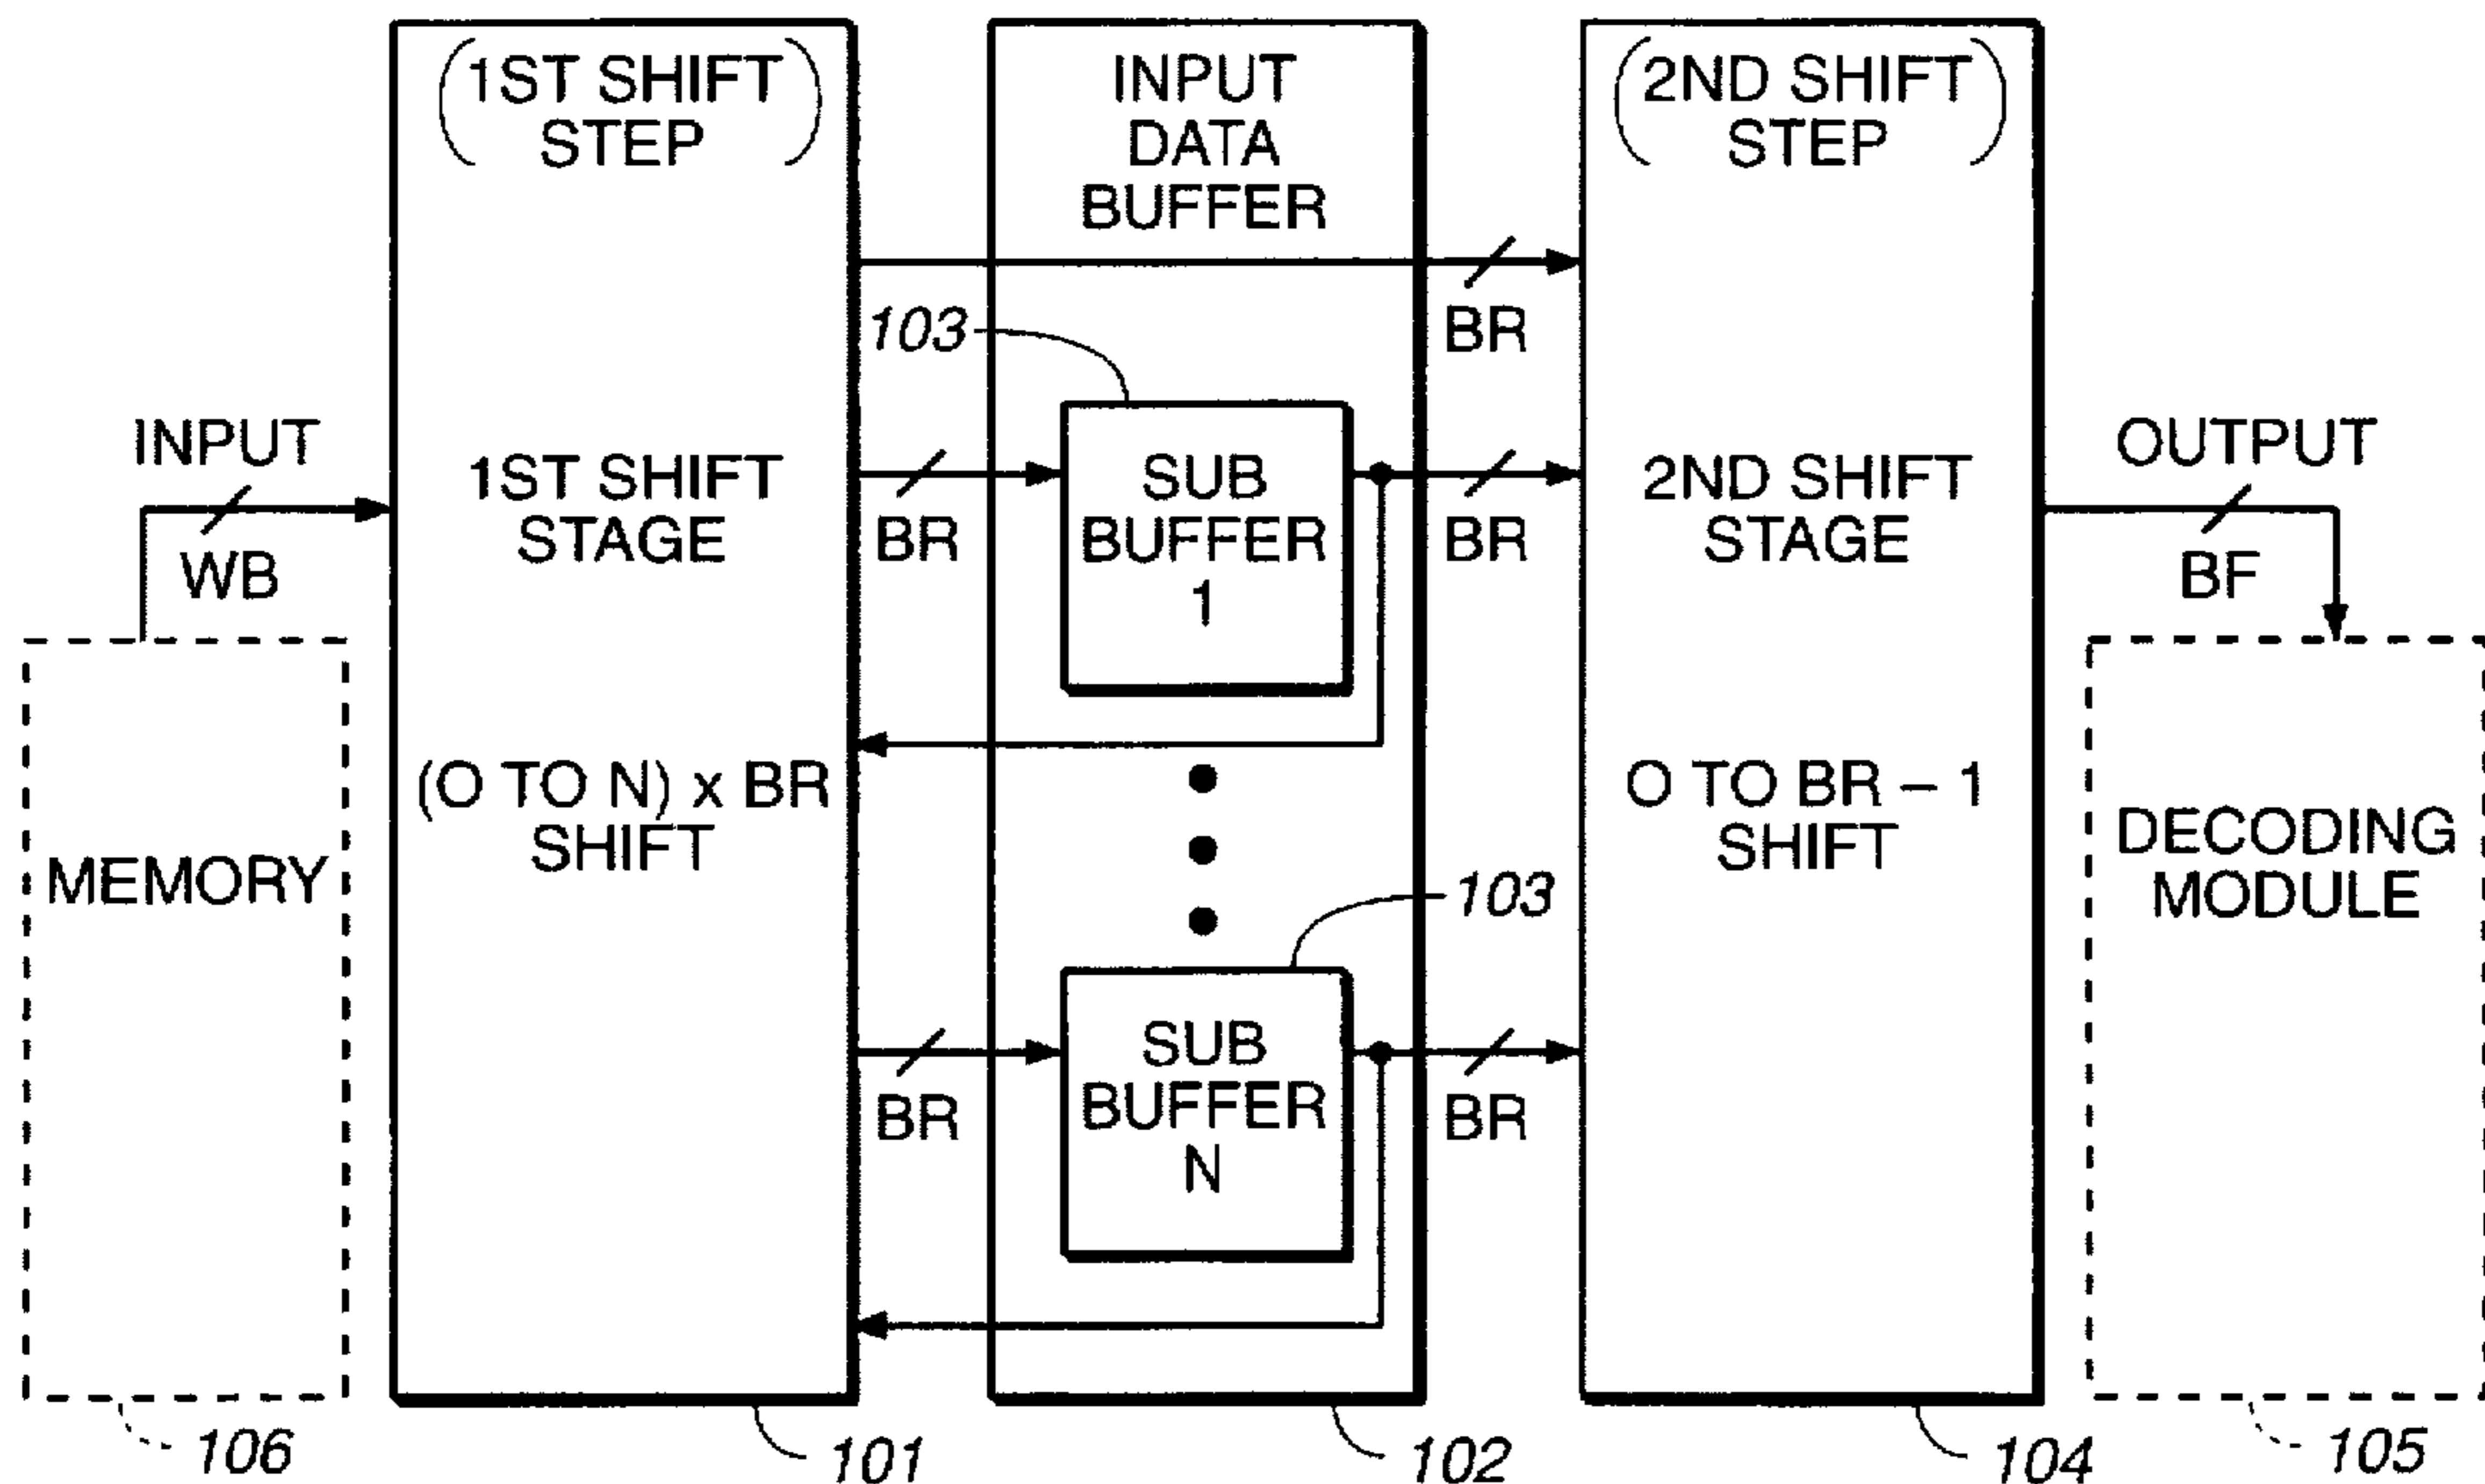 (1ST SHIFT
STEP)
INPUT
DATA
BUFFER
(2ND SHIFT
STEP)
BR
103
INPUT
WB
1ST SHIFT
STAGE
BR
SUB
BUFFER
1
BR
2ND SHIFT
STAGE
OUTPUT
BF
(O TO N) x BR
SHIFT
O TO BR – 1
SHIFT
MEMORY
DECODING
MODULE
103
BR
SUB
BUFFER
N
BR
106
101
102
104
105